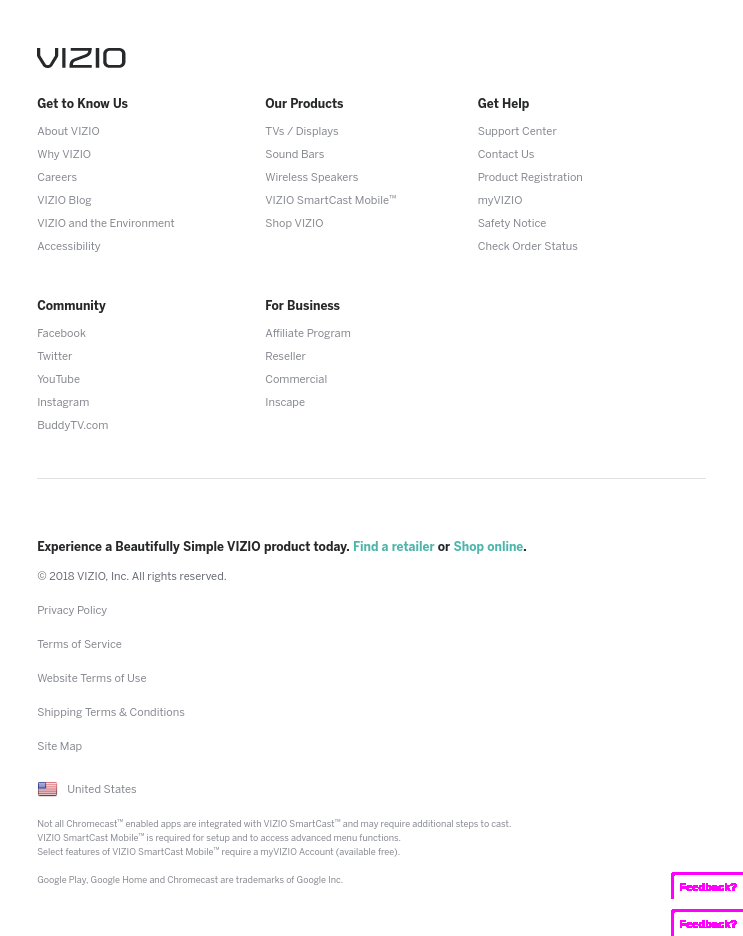 VIZIO
Get to Know Us
About VIZIO
Why VIZIO
Careers
VIZIO Blog
VIZIO and the Environment
Accessibility
Our Products
TVs / Displays
Sound Bars
Wireless Speakers
VIZIO SmartCast Mobile™
Shop VIZIO
Get Help
Support Center
Contact Us
Product Registration
myVIZIO
Safety Notice
Check Order Status
Community
Facebook
Twitter
YouTube
Instagram
BuddyTV.com
For Business
Affiliate Program
Reseller
Commercial
Inscape
Experience a Beautifully Simple VIZIO product today. Find a retailer or Shop online.
© 2018 VIZIO, Inc. All rights reserved.
Privacy Policy
Terms of Service
Website Terms of Use
Shipping Terms & Conditions
Site Map
United States
Not all Chromecast™ enabled apps are integrated with VIZIO SmartCast™ and may require additional steps to cast.
VIZIO SmartCast Mobile™ is required for setup and to access advanced menu functions.
Select features of VIZIO SmartCast Mobile™ require a myVIZIO Account (available free).
Google Play, Google Home and Chromecast are trademarks of Google Inc.
Feedback?
Feedback?